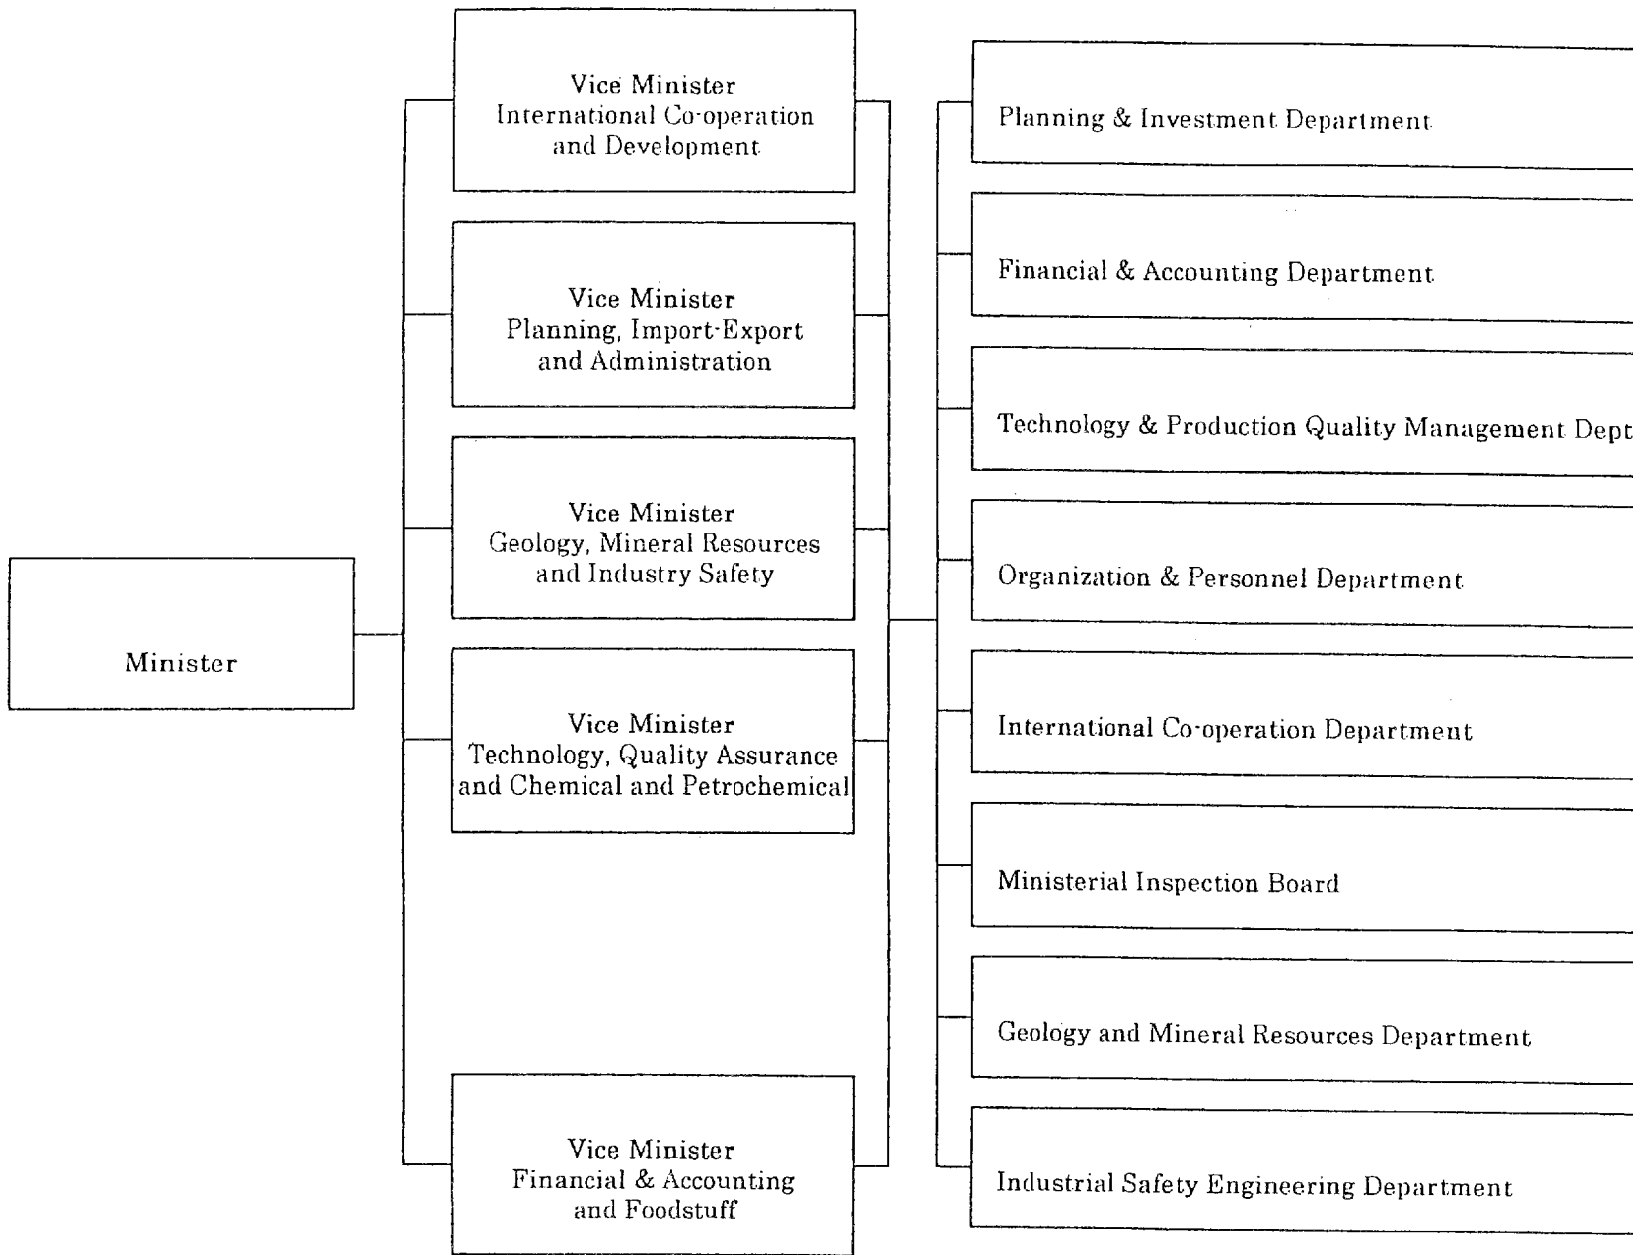 Minister
Vice Minister
International Co-operation
and Development
Vice Minister
Planning, Import-Export
and Administration
Vice Minister
Geology, Mineral Resources
and Industry Safety
Vice Minister
Technology, Quality Assurance
and Chemical and Petrochemical
Vice Minister
Financial & Accounting
and Foodstuff
Planning & Investment Department
Financial & Accounting Department
Technology & Production Quality Management Dept
Organization & Personnel Department
International Co-operation Department
Ministerial Inspection Board
Geology and Mineral Resources Department
Industrial Safety Engineering Department